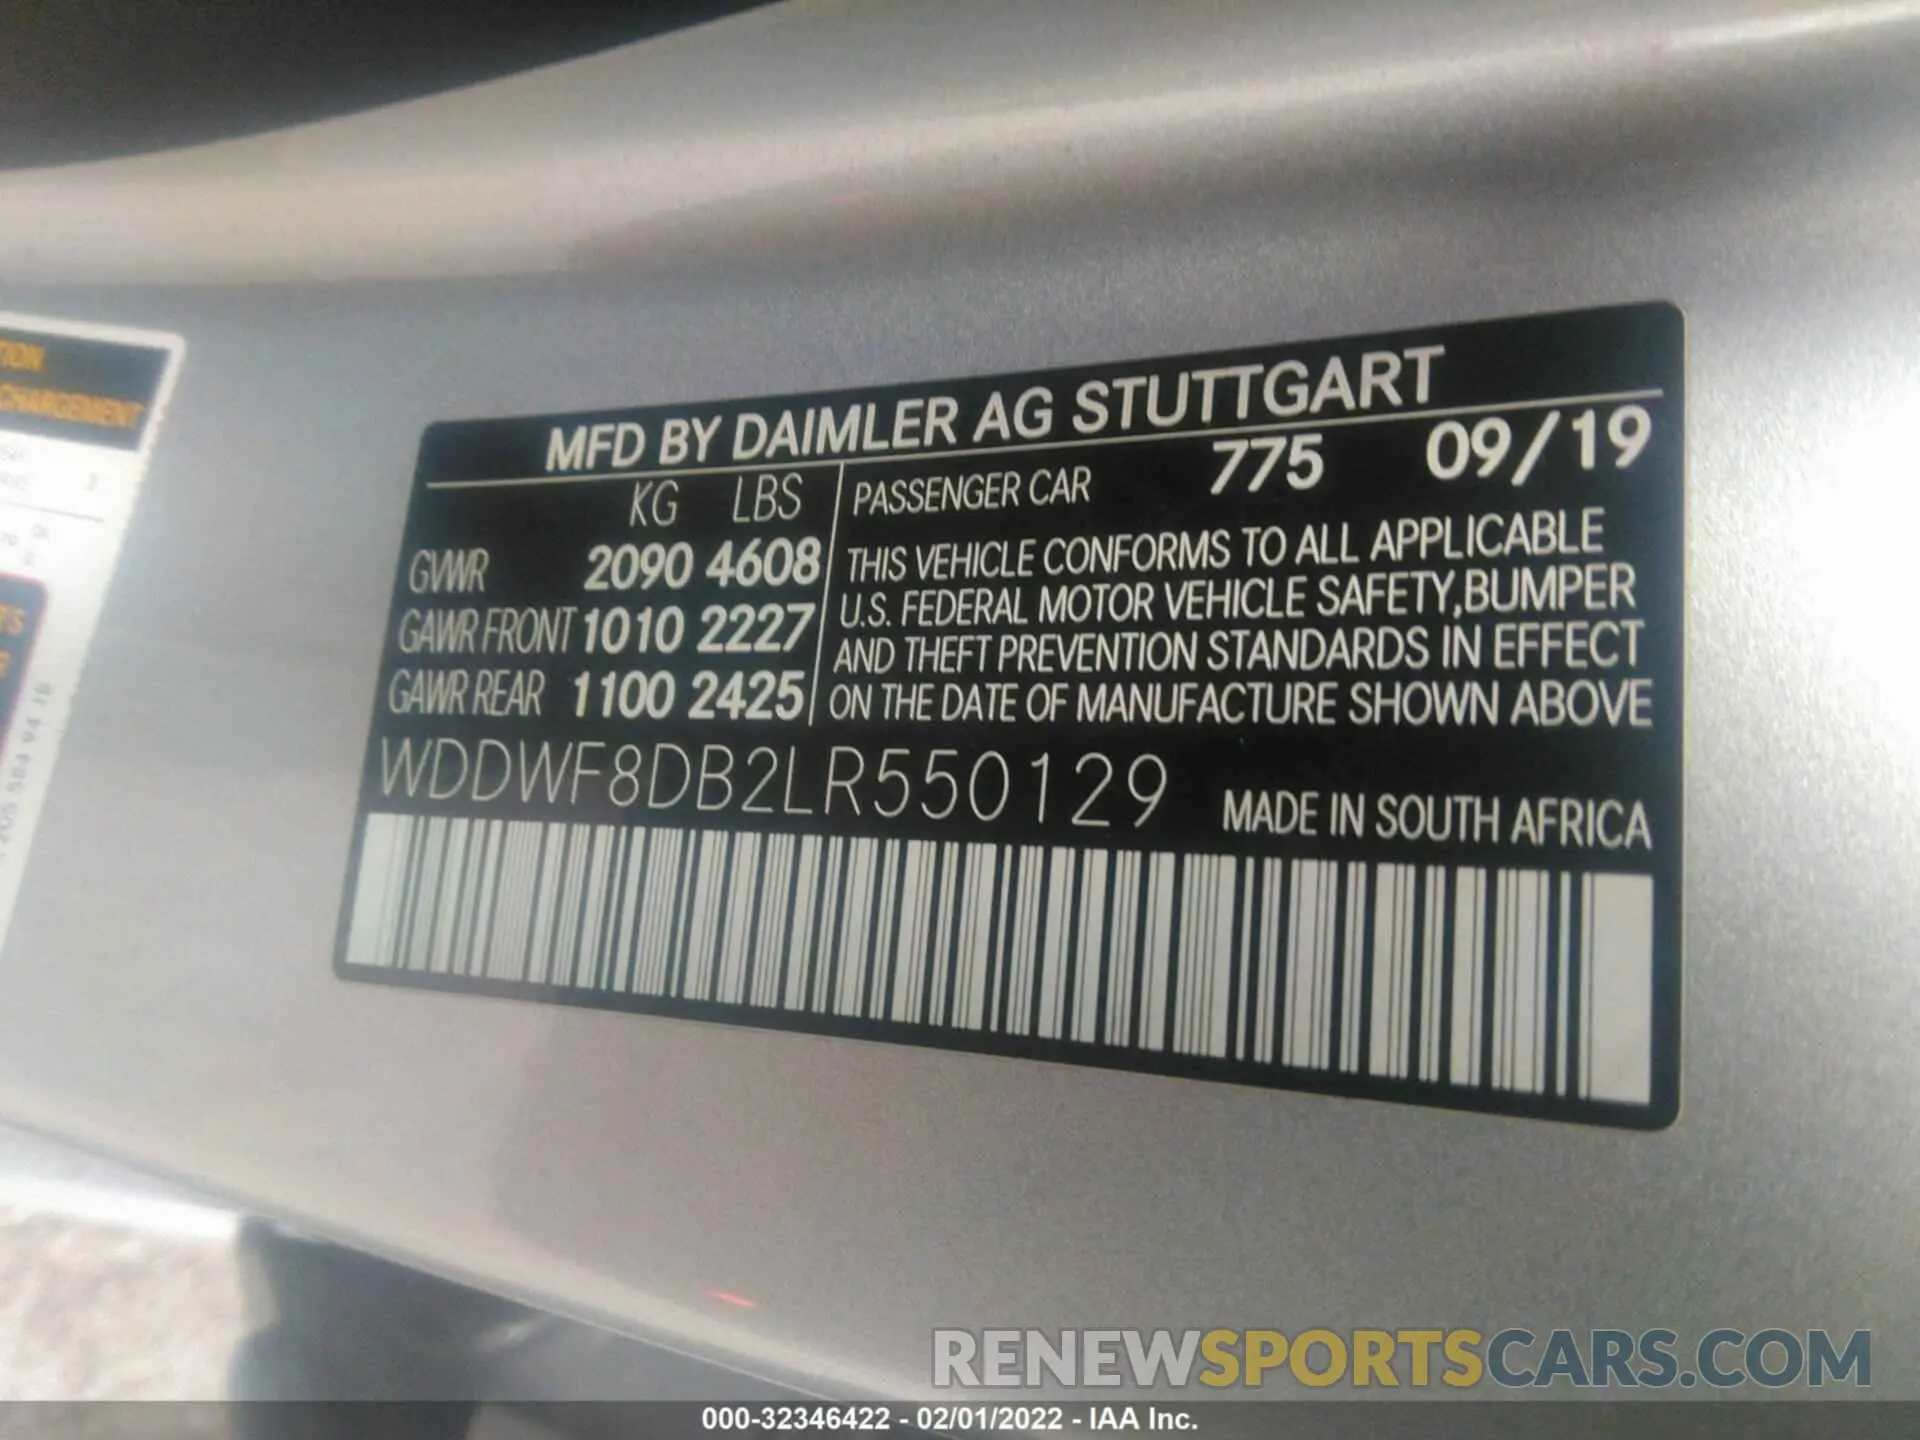 TION
CHARGEMENT
MFD BY DAIMLER AG STUTTGART
KG LBS
GVWR 2090 4608
GAWR FRONT 1010 2227
GAWR REAR 1100 2425
PASSENGER CAR 775 09/19
THIS VEHICLE CONFORMS TO ALL APPLICABLE
U.S. FEDERAL MOTOR VEHICLE SAFETY,BUMPER
AND THEFT PREVENTION STANDARDS IN EFFECT
ON THE DATE OF MANUFACTURE SHOWN ABOVE
WDDWF8DB2LR550129
MADE IN SOUTH AFRICA
RENEWSPORTSCARS.COM
000-32346422 - 02/01/2022 - IAA Inc.